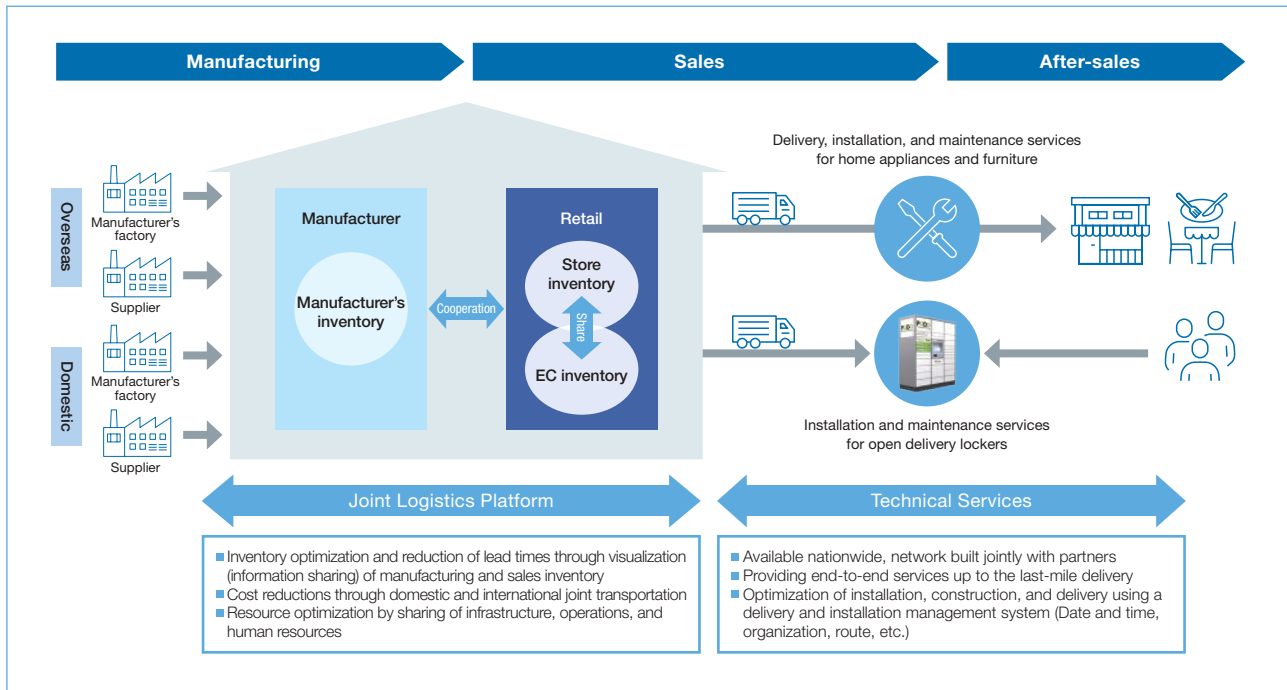 Manufacturing
Sales
After-sales
Delivery, installation, and maintenance services
for home appliances and furniture
Overseas
Manufacturer's
factory
Supplier
Domestic
Manufacturer's
factory
Supplier
Manufacturer
Manufacturer's
inventory
Cooperation
Retail
Store
inventory
Share
EC inventory
Installation and maintenance services
for open delivery lockers
Joint Logistics Platform
■ Inventory optimization and reduction of lead times through visualization
(information sharing) of manufacturing and sales inventory
■ Cost reductions through domestic and international joint transportation
■ Resource optimization by sharing of infrastructure, operations, and
human resources
Technical Services
■ Available nationwide, network built jointly with partners
■ Providing end-to-end services up to the last-mile delivery
■ Optimization of installation, construction, and delivery using a
delivery and installation management system (Date and time,
organization, route, etc.)